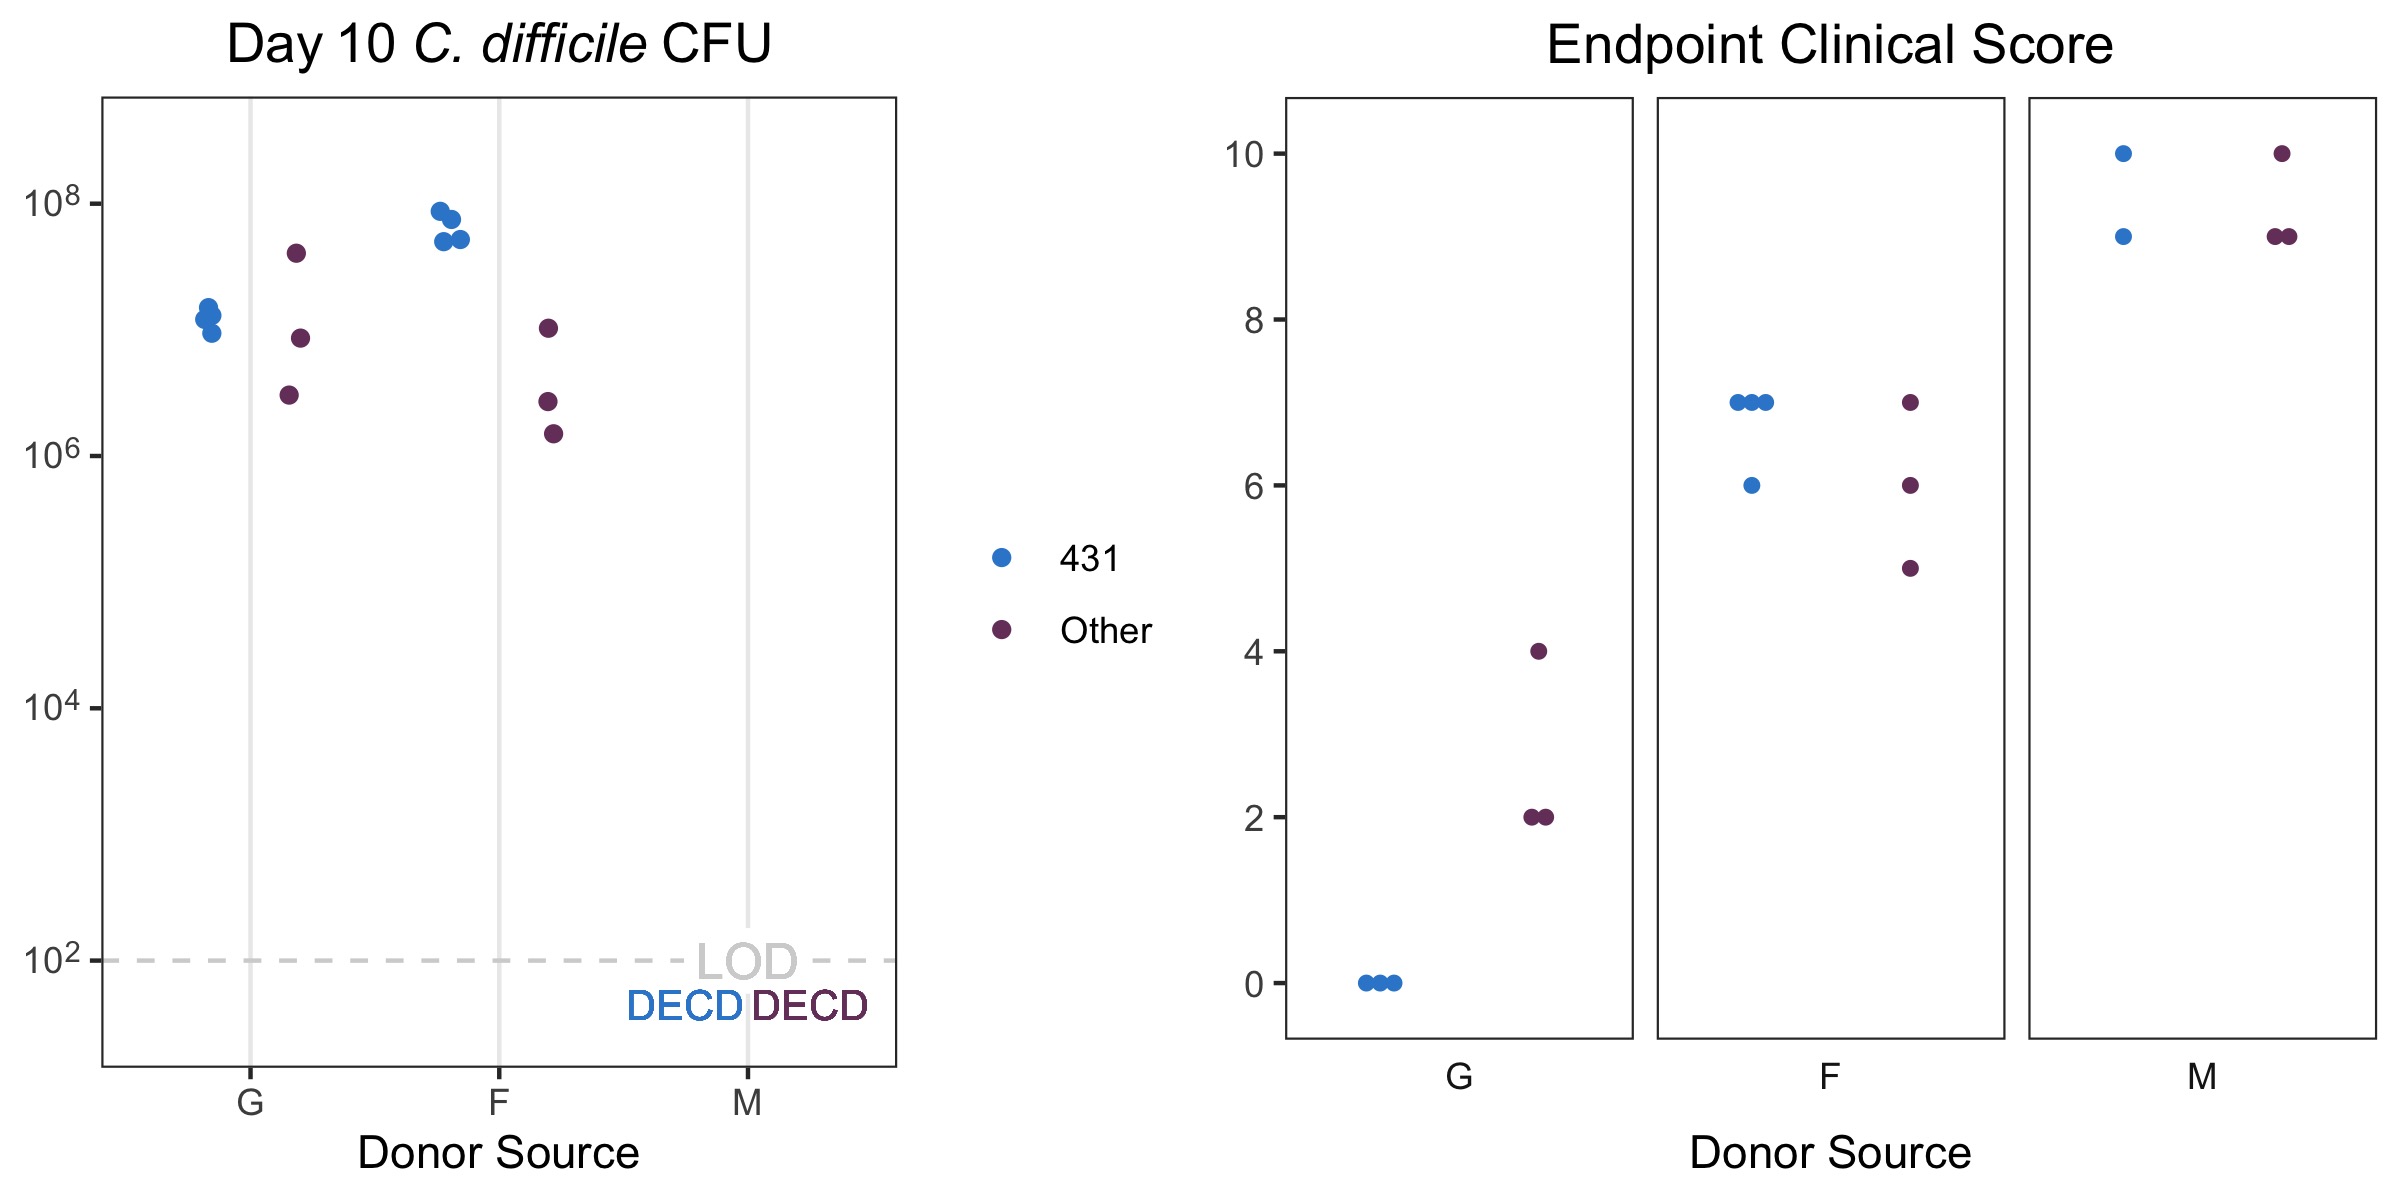 Day 10 C. difficile CFU
10⁸
10⁶
10⁴
10²
LOD
DECD DECD
G F M
Donor Source
431
Other
Endpoint Clinical Score
10
8
6
4
2
0
G F M
Donor Source